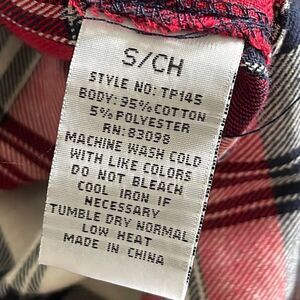 S/CH
STYLE NO: TP145
BODY: 95% COTTON
5% POLYESTER
RN: 83098
MACHINE WASH COLD
WITH LIKE COLORS
DO NOT BLEACH
COOL IRON IF
NECESSARY
TUMBLE DRY NORMAL
LOW HEAT
MADE IN CHINA